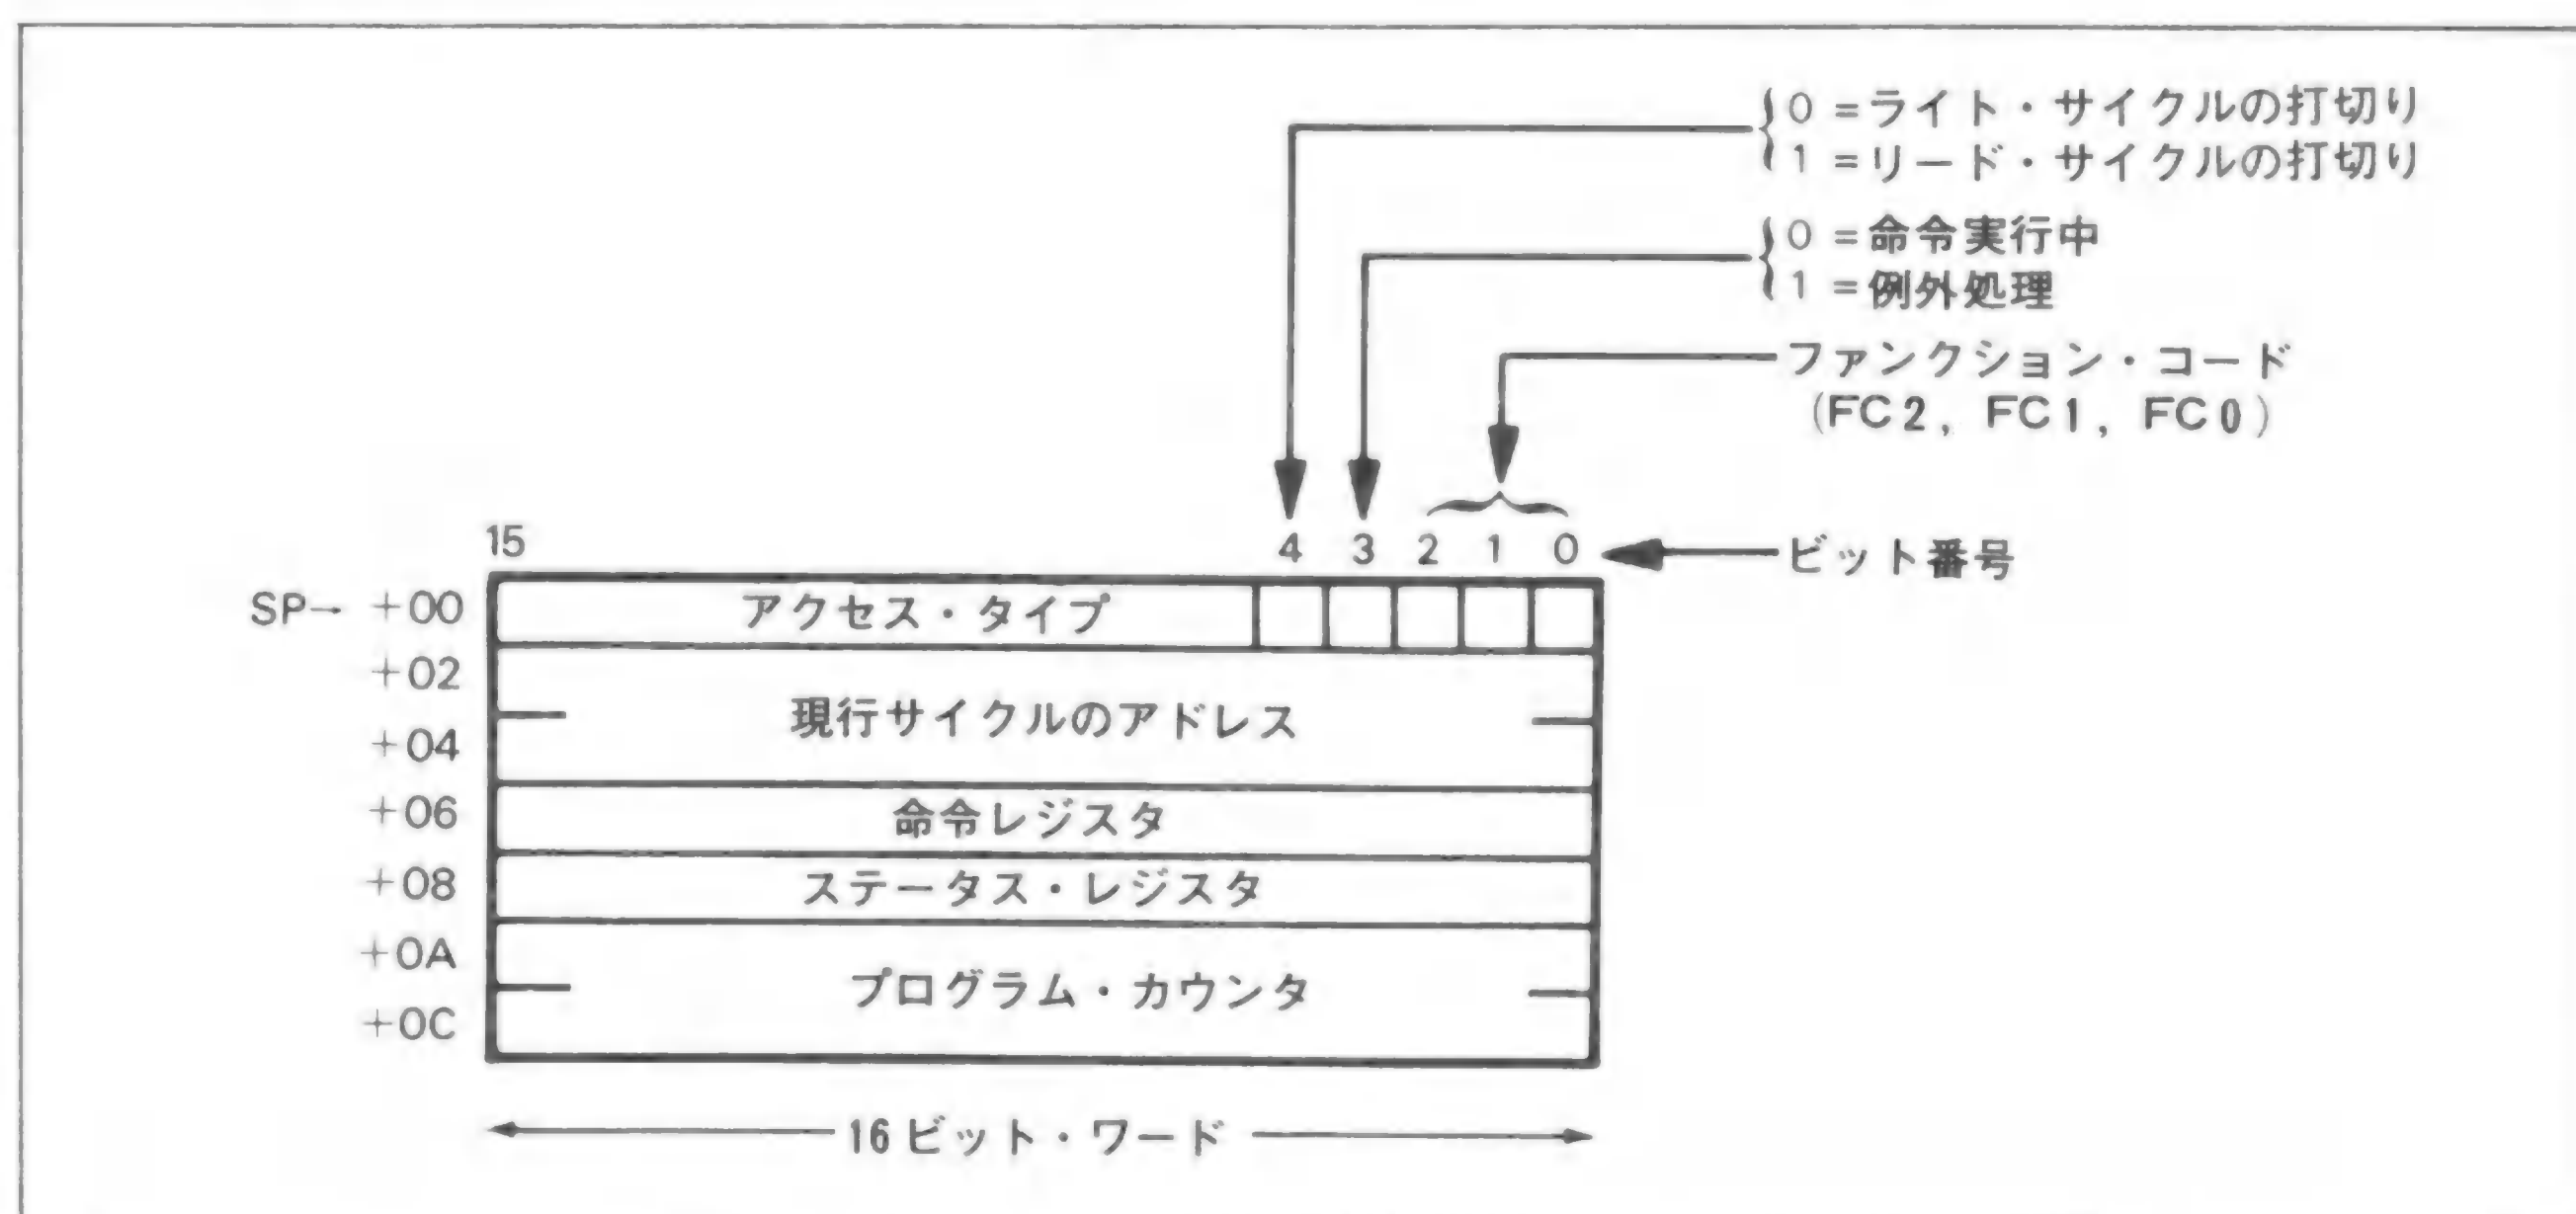 0 =ライト・サイクルの打切り
1 =リード・サイクルの打切り
0 =命令実行中
1 =例外処理
ファンクション・コード
(FC2, FC1, FC0)
15 4 3 2 1 0 ビット番号
SP→ +00 アクセス・タイプ
+02
現行サイクルのアドレス
+04
+06 命令レジスタ
+08 ステータス・レジスタ
+0A
プログラム・カウンタ
+0C
16ビット・ワード